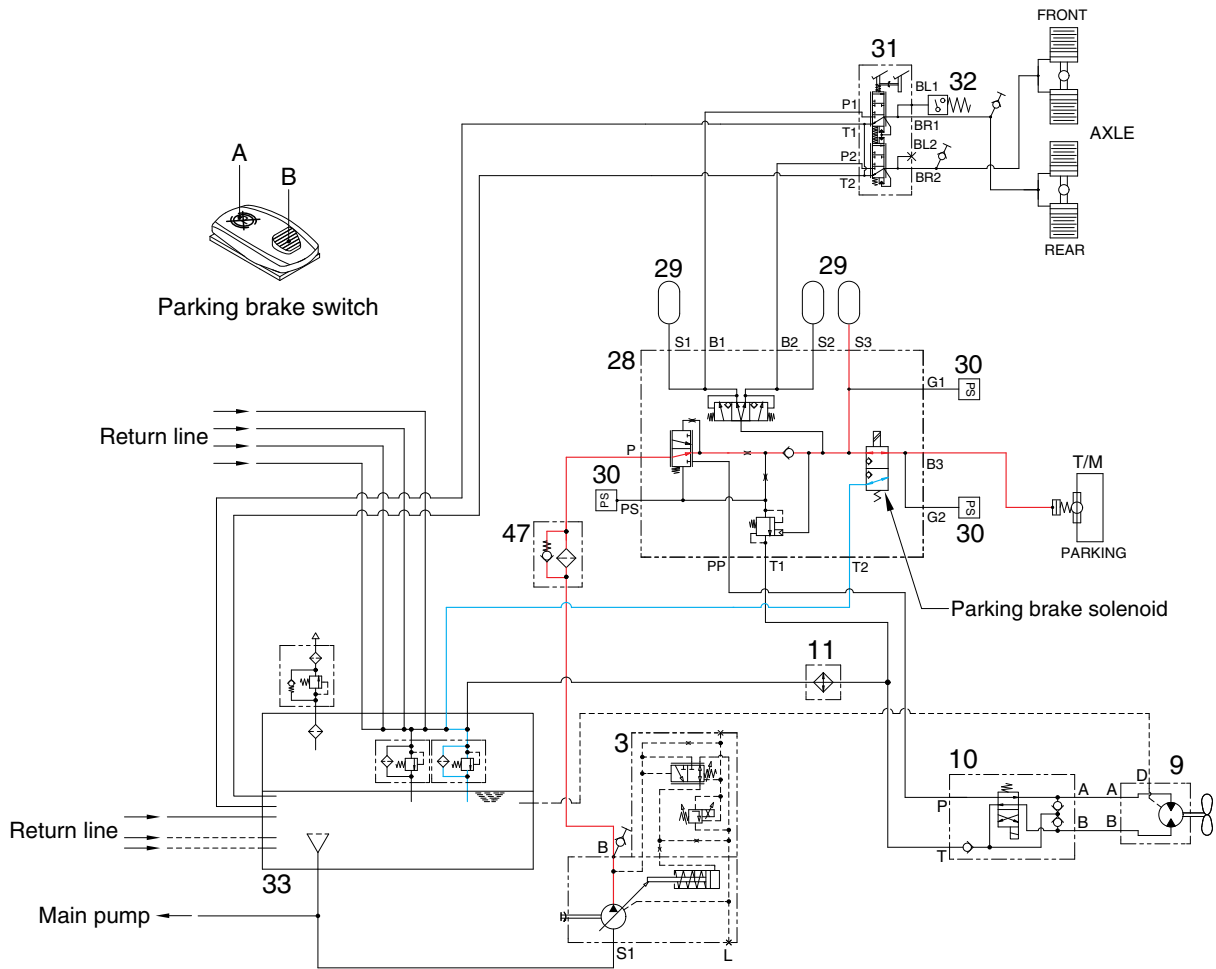 FRONT
31
BL1
32
P1
T1
BR1
AXLE
BL2
P2
T2
BR2
A
B
REAR
Parking brake switch
29
29
S1
B1
B2
S2
S3
28
30
G1
PS
Return line
P
B3
T/M
30
PS
PS
G2
PS
30
PARKING
47
PP
T1
T2
Parking brake solenoid
11
3
10
D
9
P
A
A
B
B
T
Return line
B
33
Main pump
S1
L